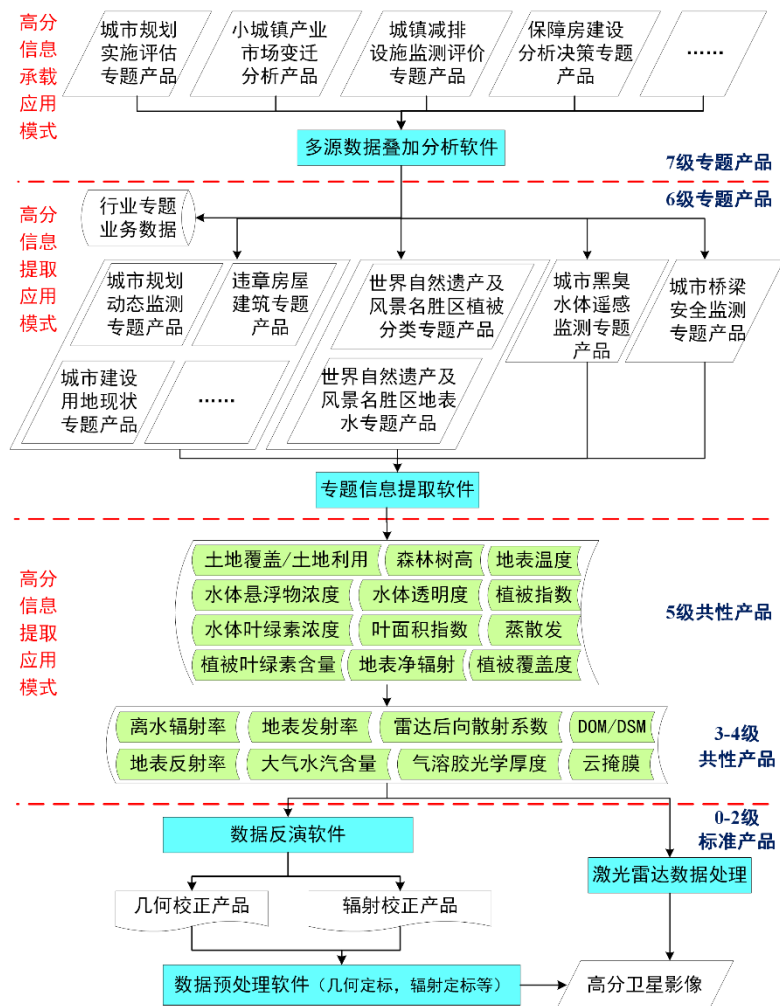 高分
信息
承载
应用
模式
城市规划
实施评估
专题产品
小城镇产业
市场变迁
分析产品
城镇减排
设施监测评价
专题产品
保障房建设
分析决策专题
产品
……
多源数据叠加分析软件
7级专题产品
6级专题产品
高分
信息
提取
应用
模式
行业专题
业务数据
城市规划
动态监测
专题产品
违章房屋
建筑专题
产品
世界自然遗产及
风景名胜区植被
分类专题产品
城市黑臭
水体遥感
监测专题
产品
城市桥梁
安全监测
专题产品
城市建设
用地现状
专题产品
……
世界自然遗产及
风景名胜区地表
水专题产品
专题信息提取软件
高分
信息
提取
应用
模式
土地覆盖/土地利用
森林树高
地表温度
水体悬浮物浓度
水体透明度
植被指数
水体叶绿素浓度
叶面积指数
蒸散发
植被叶绿素含量
地表净辐射
植被覆盖度
5级共性产品
离水辐射率
地表发射率
雷达后向散射系数
DOM/DSM
地表反射率
大气水汽含量
气溶胶光学厚度
云掩膜
3-4级
共性产品
0-2级
标准产品
数据反演软件
激光雷达数据处理
几何校正产品
辐射校正产品
数据预处理软件（几何定标，辐射定标等）
高分卫星影像